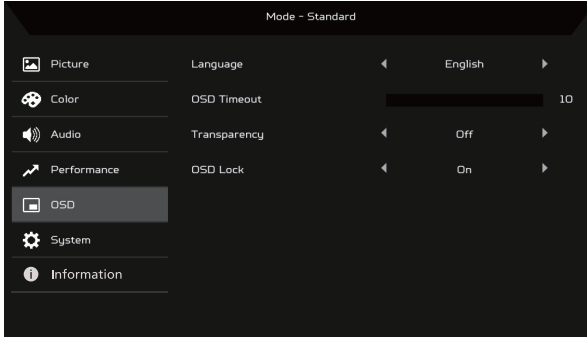 Mode - Standard
Picture
Language English
Color
OSD Timeout 10
Audio
Transparency Off
Performance
OSD Lock On
OSD
System
Information